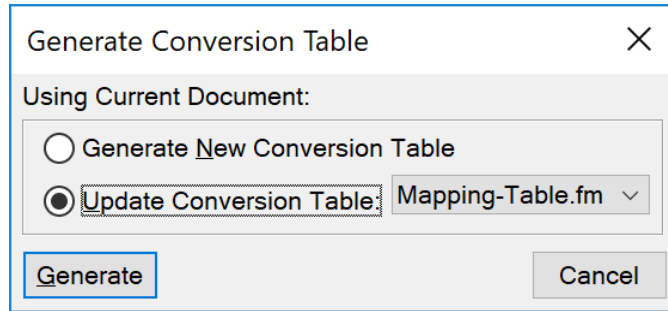 Generate Conversion Table
Using Current Document:
Generate New Conversion Table
Update Conversion Table: Mapping-Table.fm
Generate Cancel